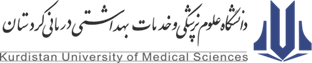 دانشگاه علوم پزشکی و خدمات بهداشتی درمانی کردستان
Kurdistan University of Medical Sciences